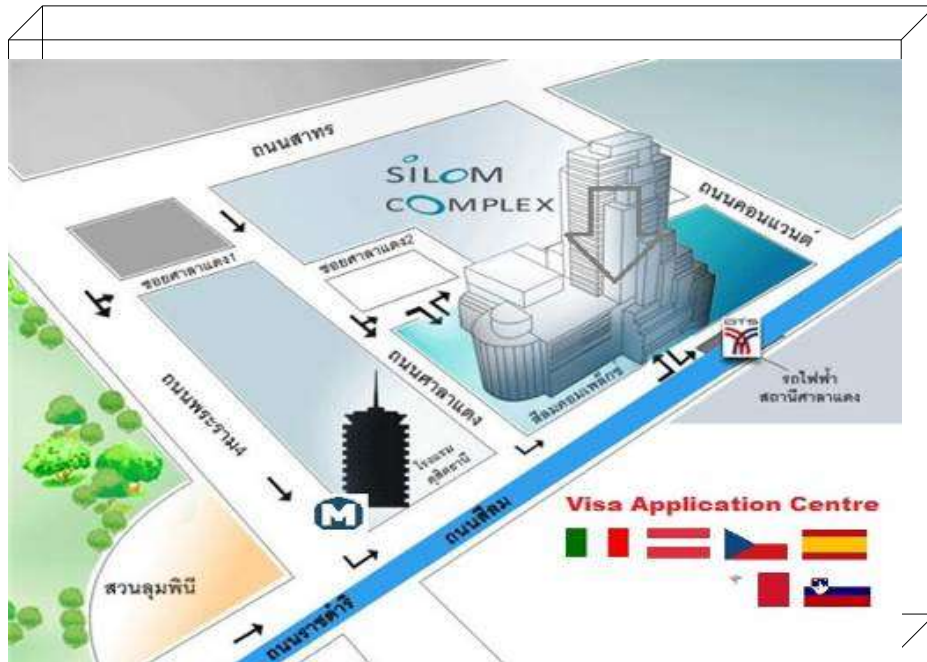 ถนนสาทร
SILOM
COMPLEX
ถนนคอนแวนต์
ซอยศาลาแดง1
ซอยศาลาแดง2
BTS
รถไฟฟ้า
สถานีศาลาแดง
ถนนพระราม4
ถนนศาลาแดง
สีลมคอมเพล็กซ
โรงแรม
ดุสิตธานี
M
ถนนสีลม
Visa Application Centre
สวนลุมพินี
ถนนราชดำริ